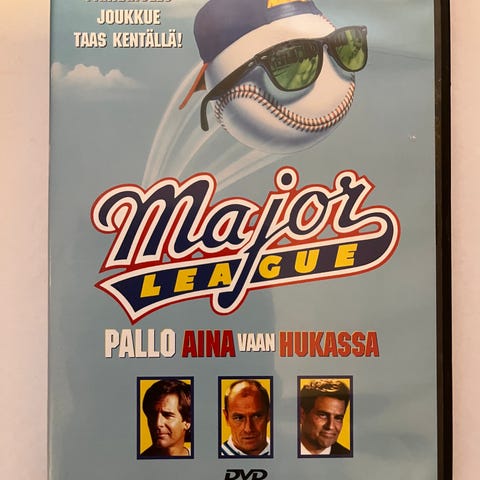 JOUKKUE
TAAS KENTÄLLÄ!
Major
LEAGUE
PALLO AINA VAAN HUKASSA
DVD